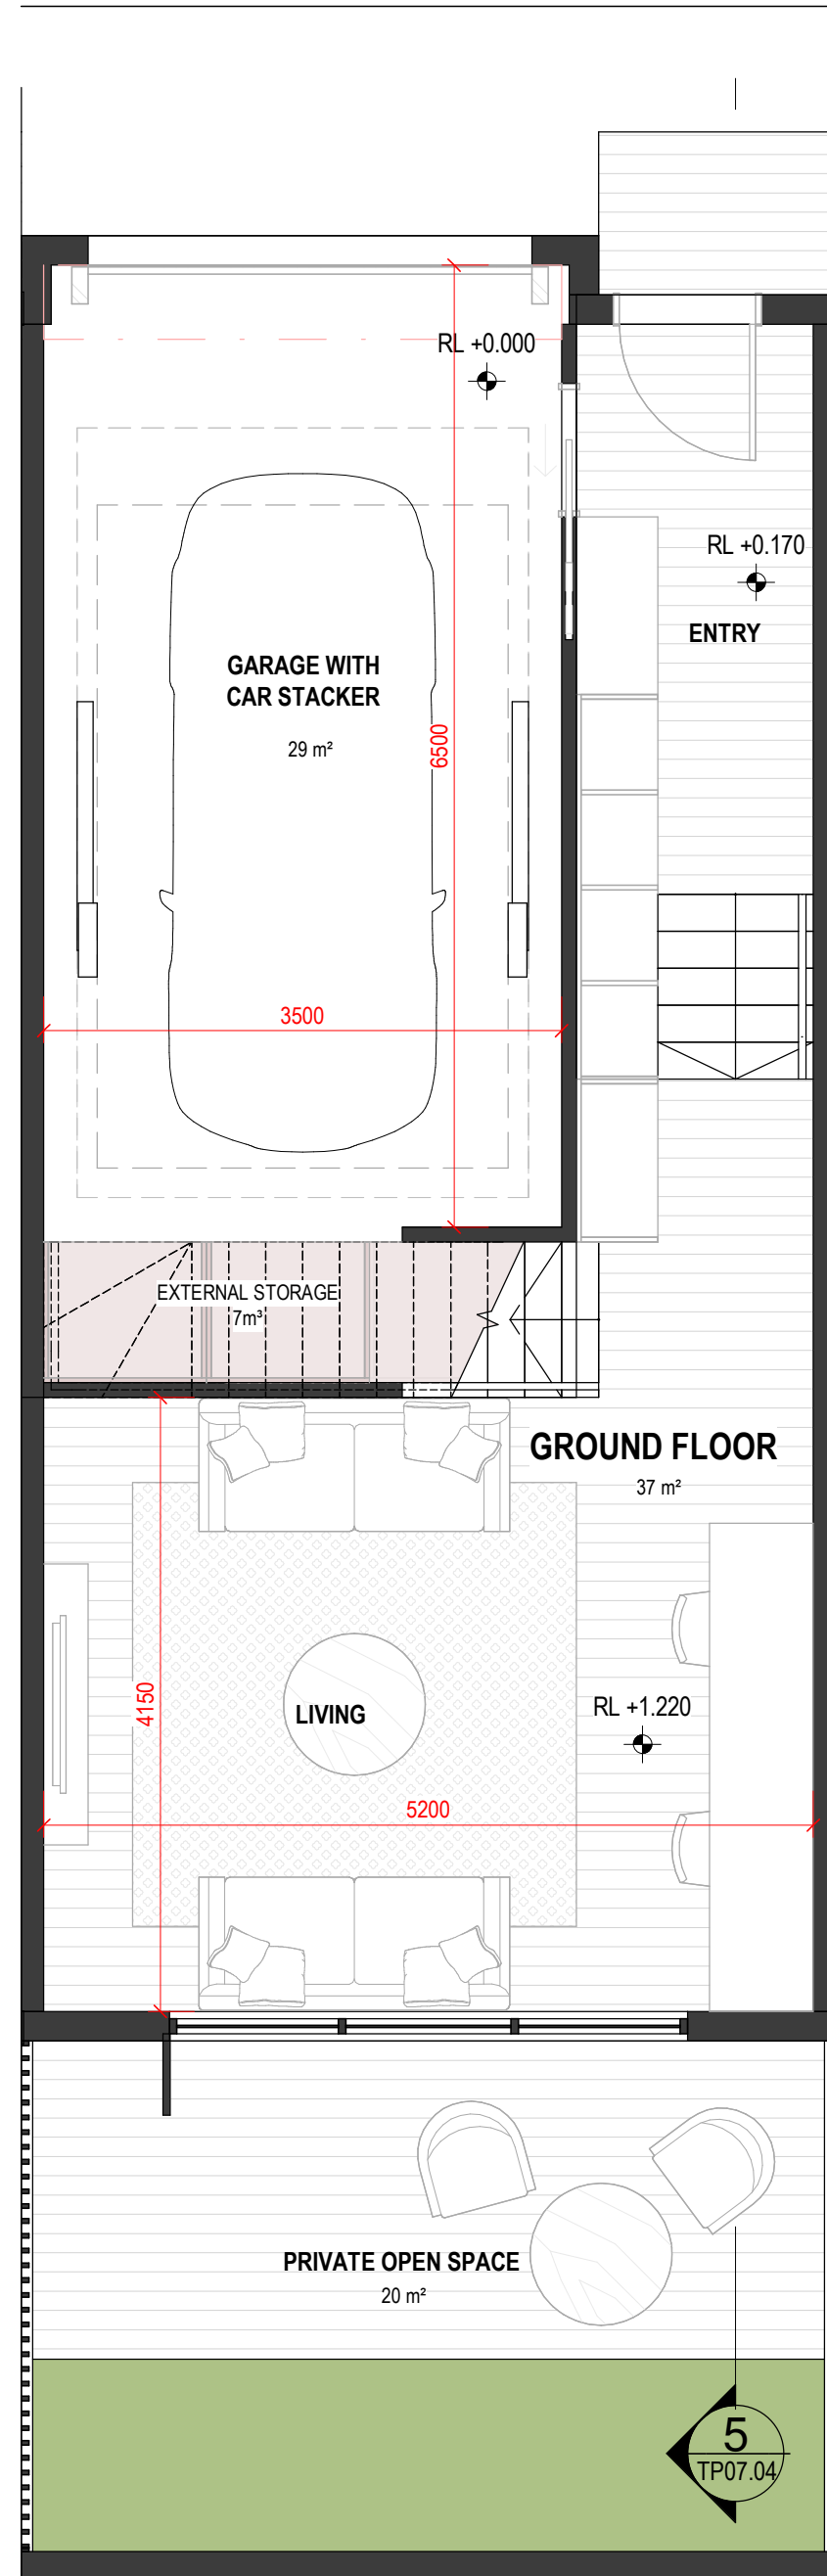 RL +0.000
RL +0.170
ENTRY
GARAGE WITH
CAR STACKER
29 m²
6500
3500
EXTERNAL STORAGE
7m³
GROUND FLOOR
37 m²
4150
LIVING
RL +1.220
5200
PRIVATE OPEN SPACE
20 m²
5
TP07.04